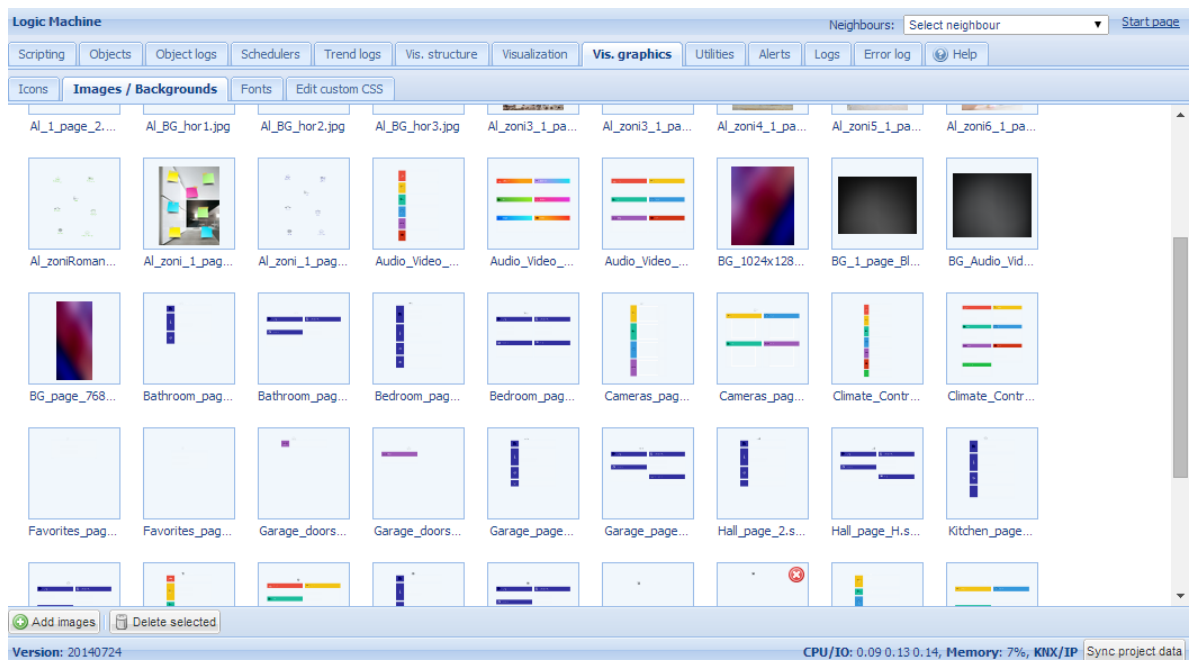 Logic Machine Neighbours: Select neighbour Start page
Scripting Objects Object logs Schedulers Trend logs Vis. structure Visualization Vis. graphics Utilities Alerts Logs Error log Help
Icons Images / Backgrounds Fonts Edit custom CSS
Al_1_page_2.... Al_BG_hor1.jpg Al_BG_hor2.jpg Al_BG_hor3.jpg Al_zoni3_1_pa... Al_zoni3_1_pa... Al_zoni4_1_pa... Al_zoni5_1_pa... Al_zoni6_1_pa...
Al_zoniRoman... Al_zoni_1_pag... Al_zoni_1_pag... Audio_Video_... Audio_Video_... Audio_Video_... BG_1024x128... BG_1_page_Bl... BG_Audio_Vid...
BG_page_768... Bathroom_pag... Bathroom_pag... Bedroom_pag... Bedroom_pag... Cameras_pag... Cameras_pag... Climate_Contr... Climate_Contr...
Favorites_pag... Favorites_pag... Garage_doors... Garage_doors... Garage_page... Garage_page... Hall_page_2.s... Hall_page_H.s... Kitchen_page...
Add images Delete selected
Version: 20140724 CPU/IO: 0.09 0.13 0.14, Memory: 7%, KNX/IP Sync project data